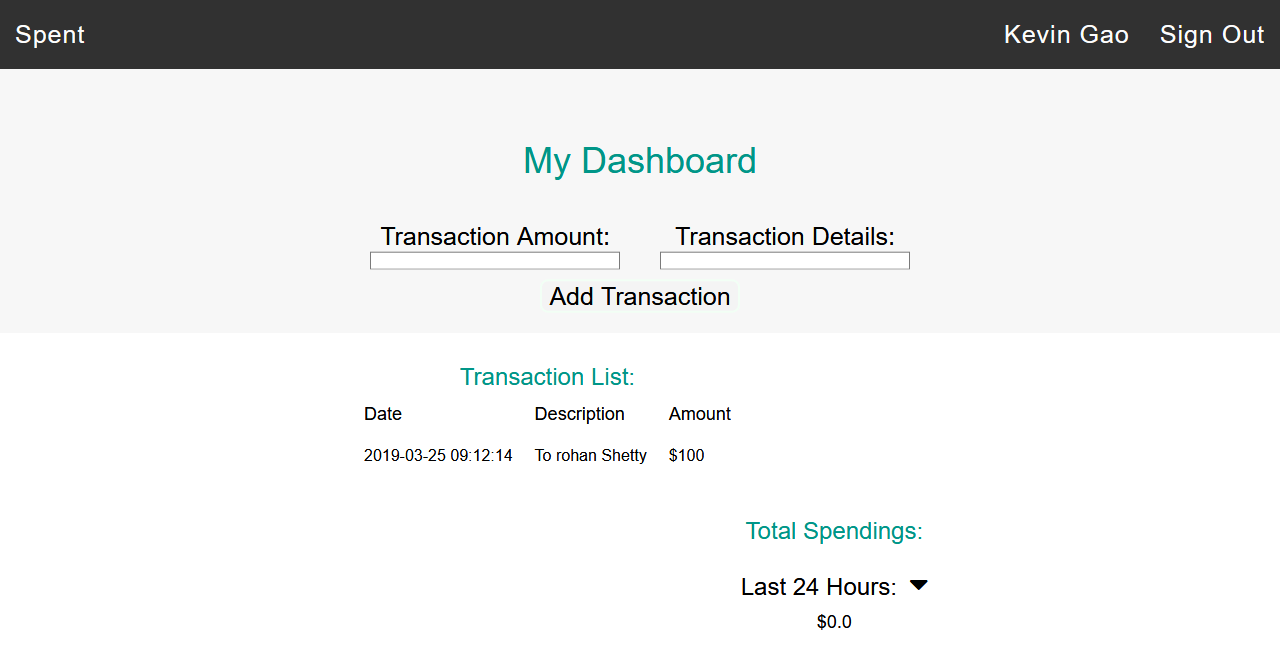 Spent Kevin Gao Sign Out
My Dashboard
Transaction Amount: Transaction Details:
Add Transaction
Transaction List:
Date Description Amount
2019-03-25 09:12:14 To rohan Shetty $100
Total Spendings:
Last 24 Hours:
$0.0